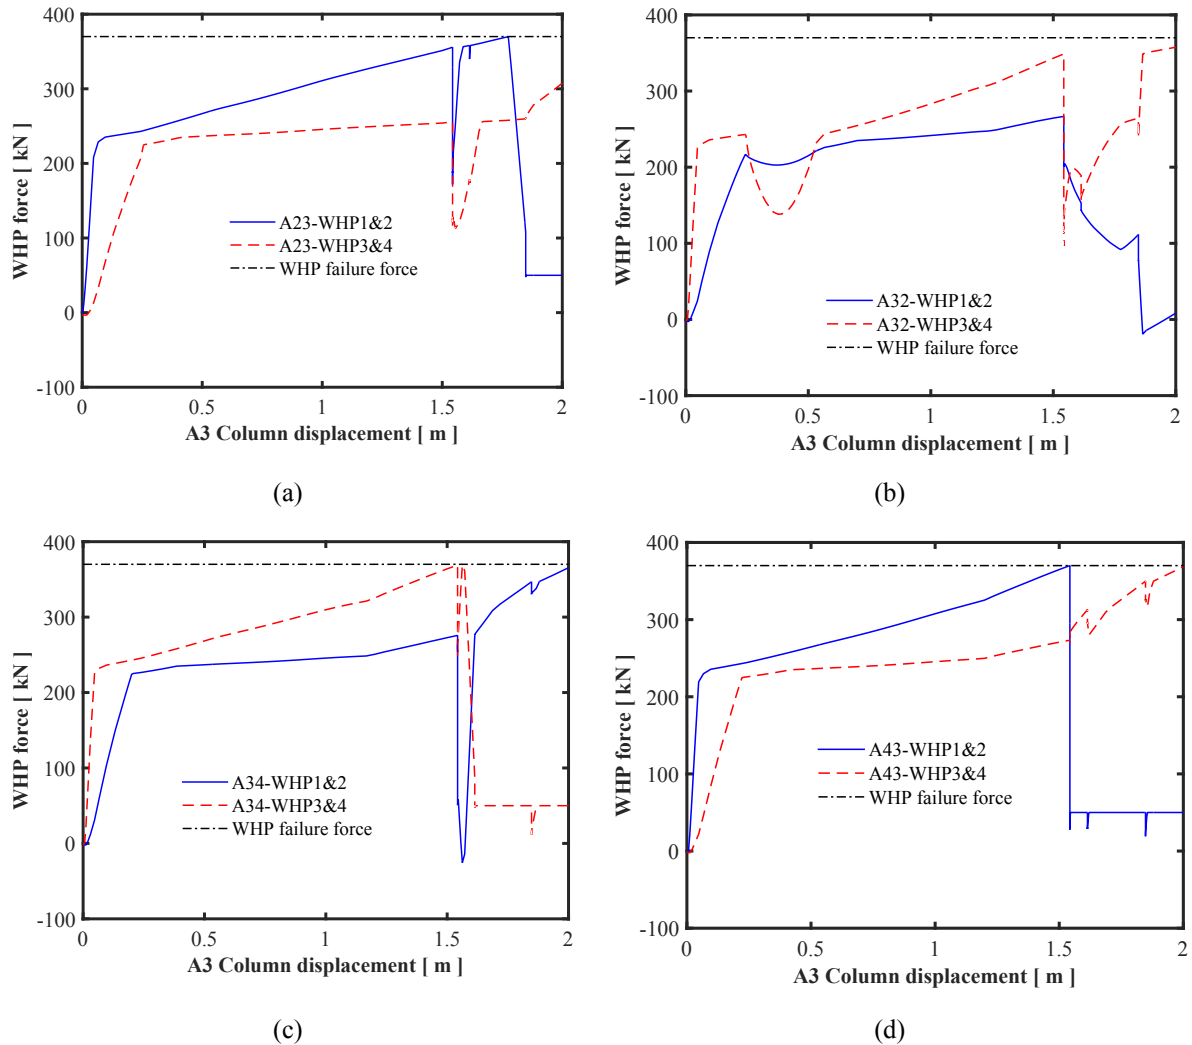 400
300
200
100
0
-100
WHP force [ kN ]
A23-WHP1&2
A23-WHP3&4
WHP failure force
0 0.5 1 1.5 2
A3 Column displacement [ m ]
(a)
400
300
200
100
0
-100
WHP force [ kN ]
A32-WHP1&2
A32-WHP3&4
WHP failure force
0 0.5 1 1.5 2
A3 Column displacement [ m ]
(b)
400
300
200
100
0
-100
WHP force [ kN ]
A34-WHP1&2
A34-WHP3&4
WHP failure force
0 0.5 1 1.5 2
A3 Column displacement [ m ]
(c)
400
300
200
100
0
-100
WHP force [ kN ]
A43-WHP1&2
A43-WHP3&4
WHP failure force
0 0.5 1 1.5 2
A3 Column displacement [ m ]
(d)